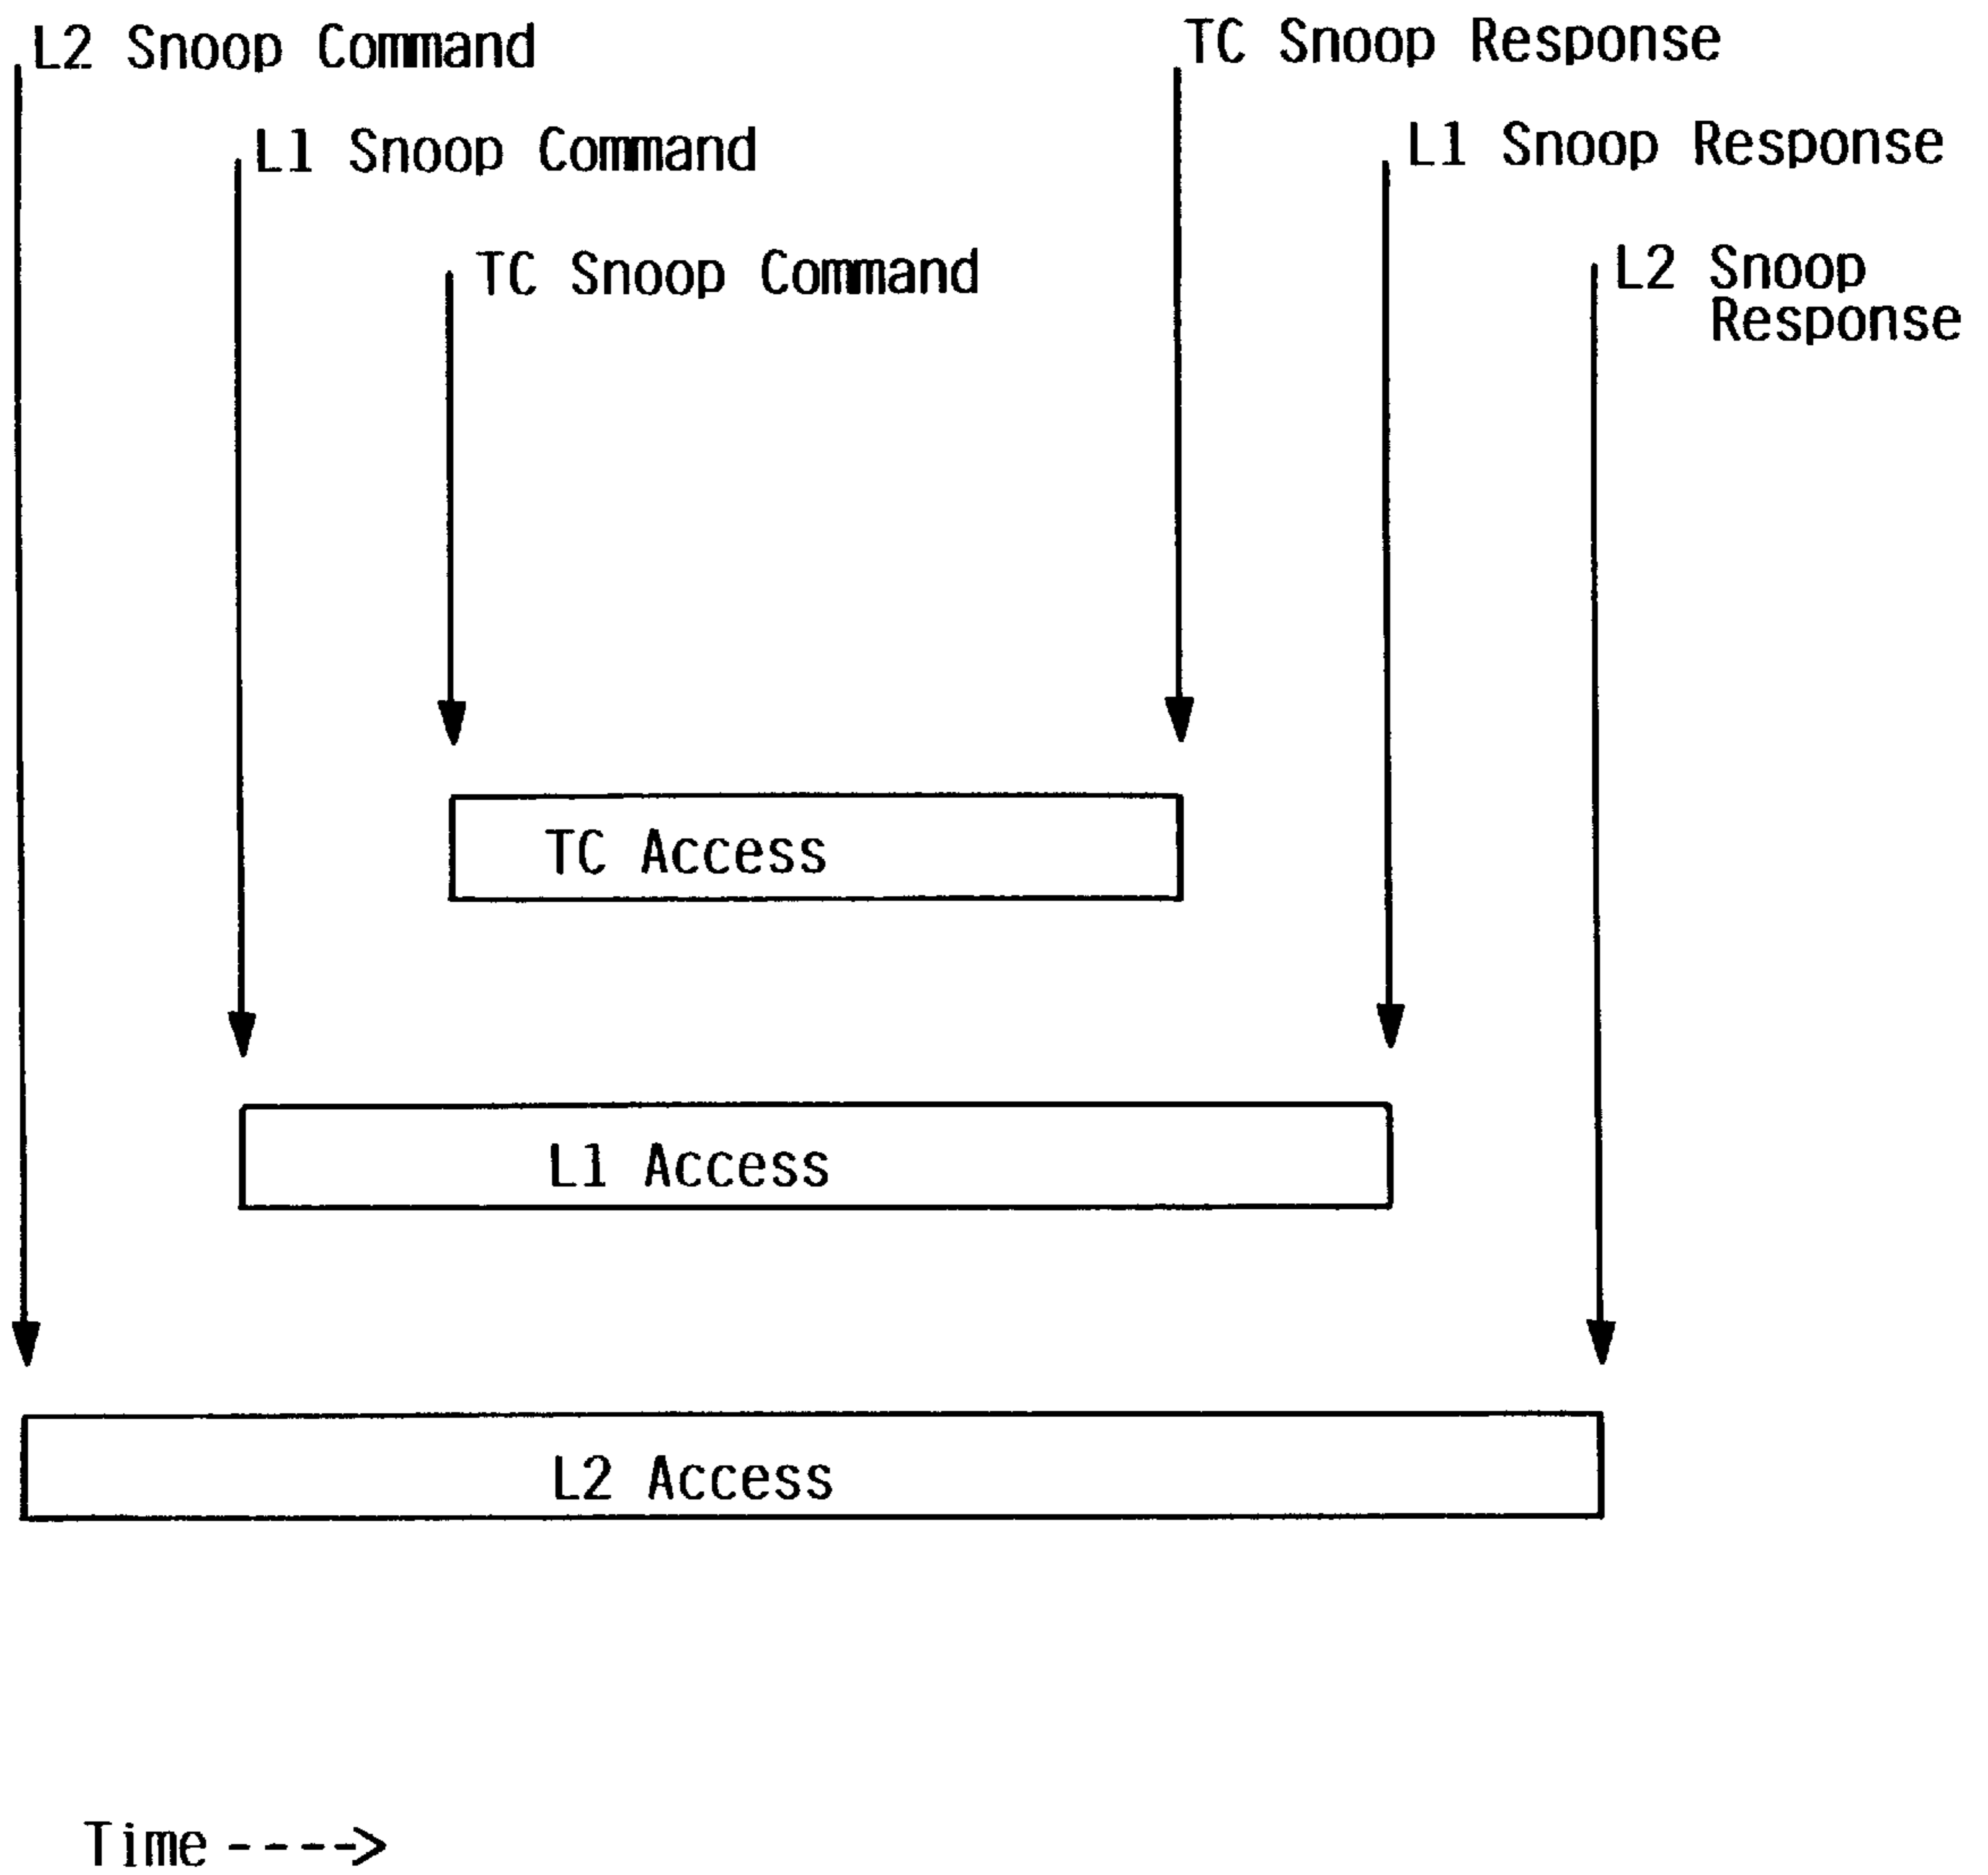 L2 Snoop Command
TC Snoop Response
L1 Snoop Command
L1 Snoop Response
TC Snoop Command
L2 Snoop
Response
TC Access
L1 Access
L2 Access
Time ---->